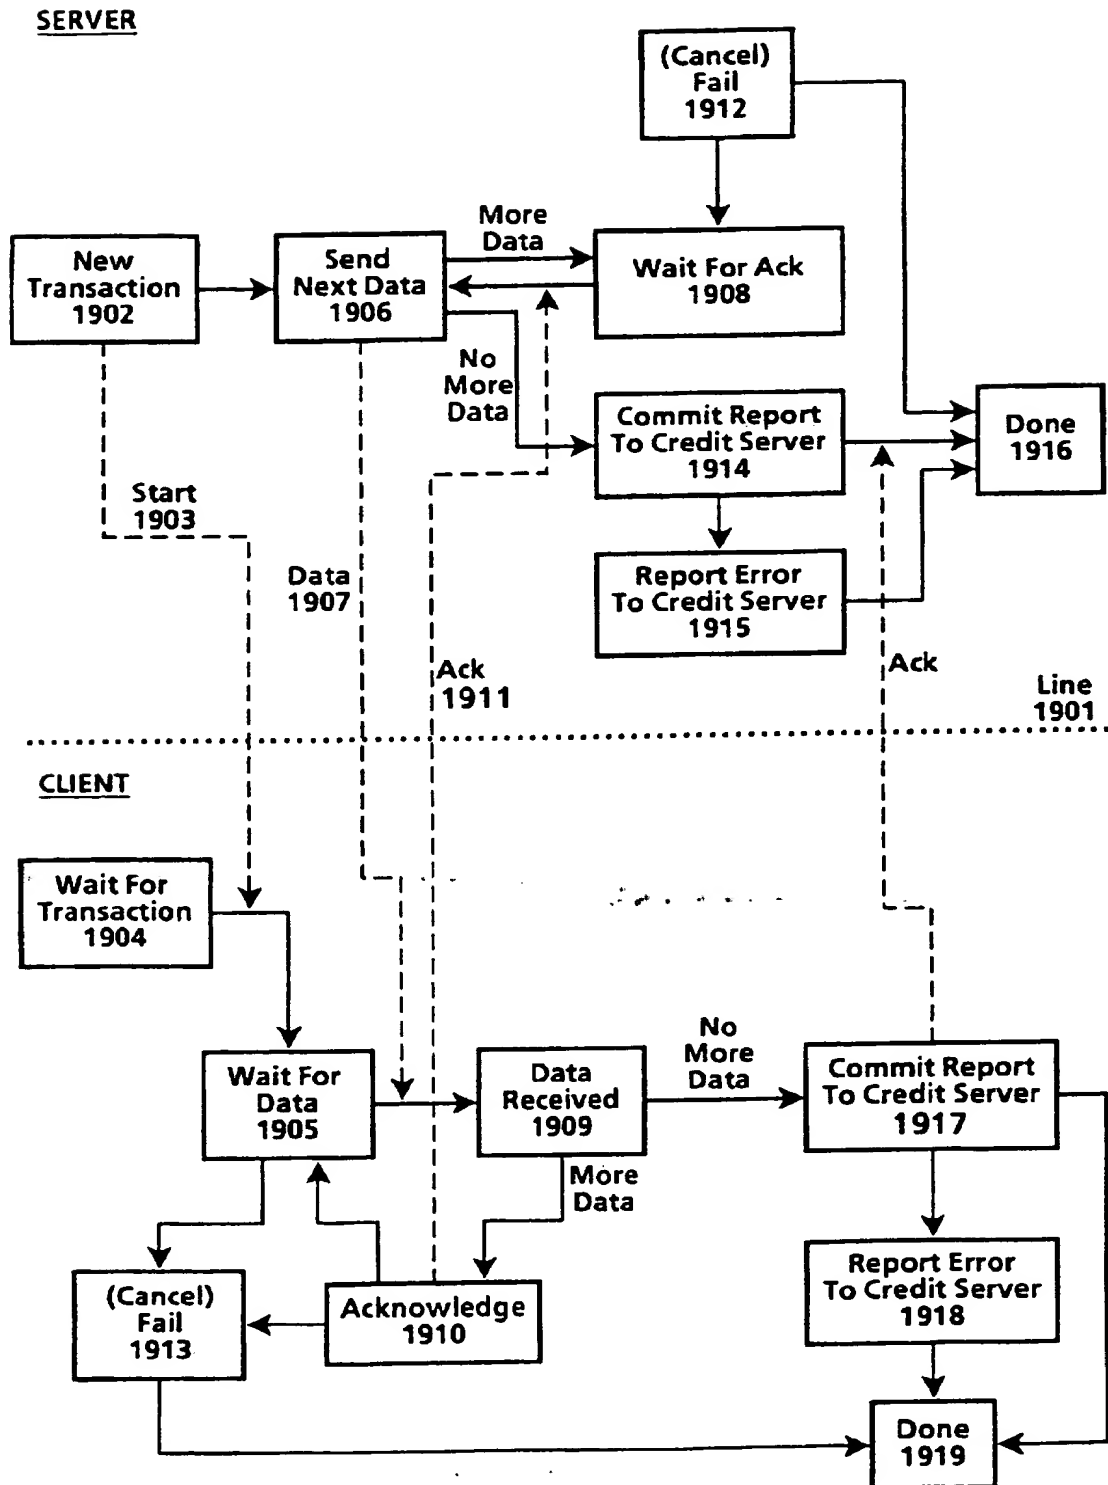 SERVER
(Cancel)
Fail
1912
More
Data
New
Transaction
1902
Send
Next Data
1906
Wait For Ack
1908
No
More
Data
Commit Report
To Credit Server
1914
Done
1916
Start
1903
Data
1907
Report Error
To Credit Server
1915
Ack
1911
Ack
Line
1901
CLIENT
Wait For
Transaction
1904
No
More
Data
Wait For
Data
1905
Data
Received
1909
Commit Report
To Credit Server
1917
More
Data
(Cancel)
Fail
1913
Acknowledge
1910
Report Error
To Credit Server
1918
Done
1919